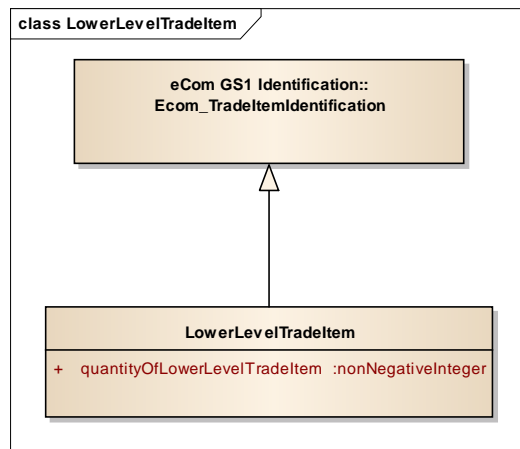 class LowerLevelTradeItem
eCom GS1 Identification::
Ecom_TradeItemIdentification
LowerLevelTradeItem
+ quantityOfLowerLevelTradeItem :nonNegativeInteger